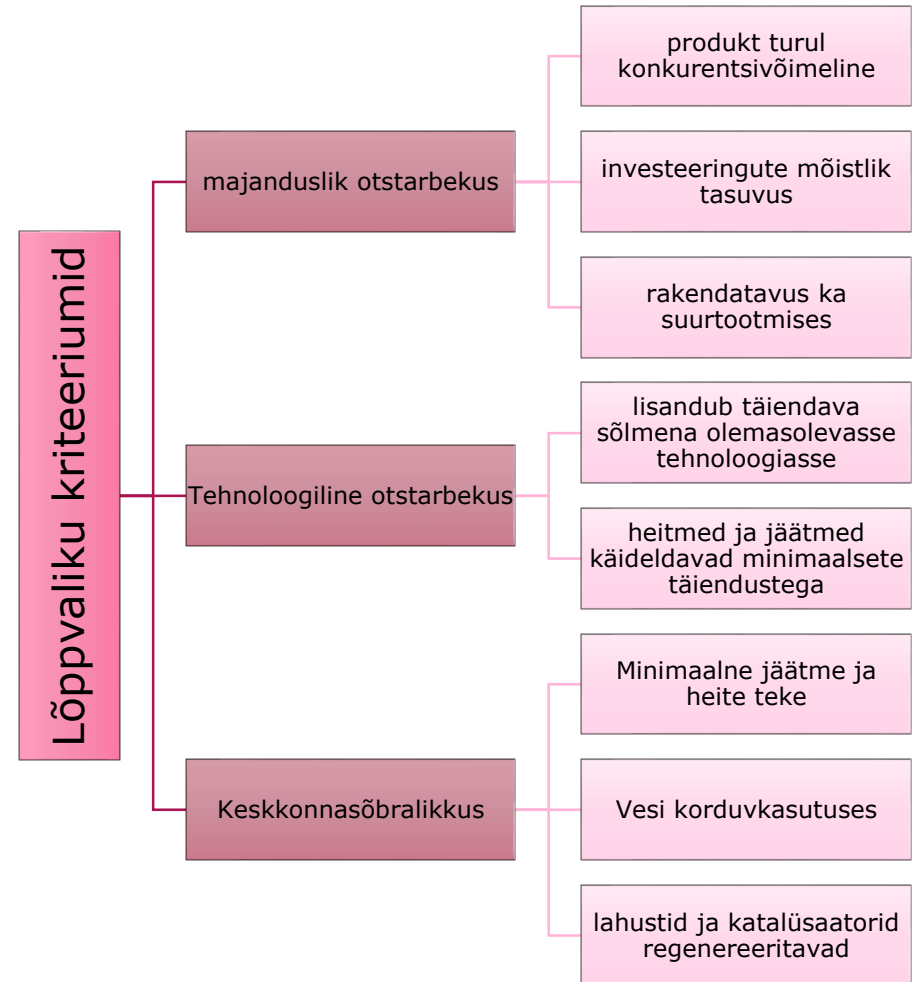 Lõppvaliku kriteeriumid
majanduslik otstarbekus
produkt turul
konkurentsivõimeline
investeeringute mõistlik
tasuvus
rakendatavus ka
suurtootmises
Tehnoloogiline otstarbekus
lisandub täiendava
sõlmena olemasolevasse
tehnoloogiasse
heitmed ja jäätmed
käideldavad minimaalsete
täiendustega
Keskkonnasõbralikkus
Minimaalne jäätme ja
heite teke
Vesi korduvkasutuses
lahustid ja katalüsaatorid
regenereeritavad